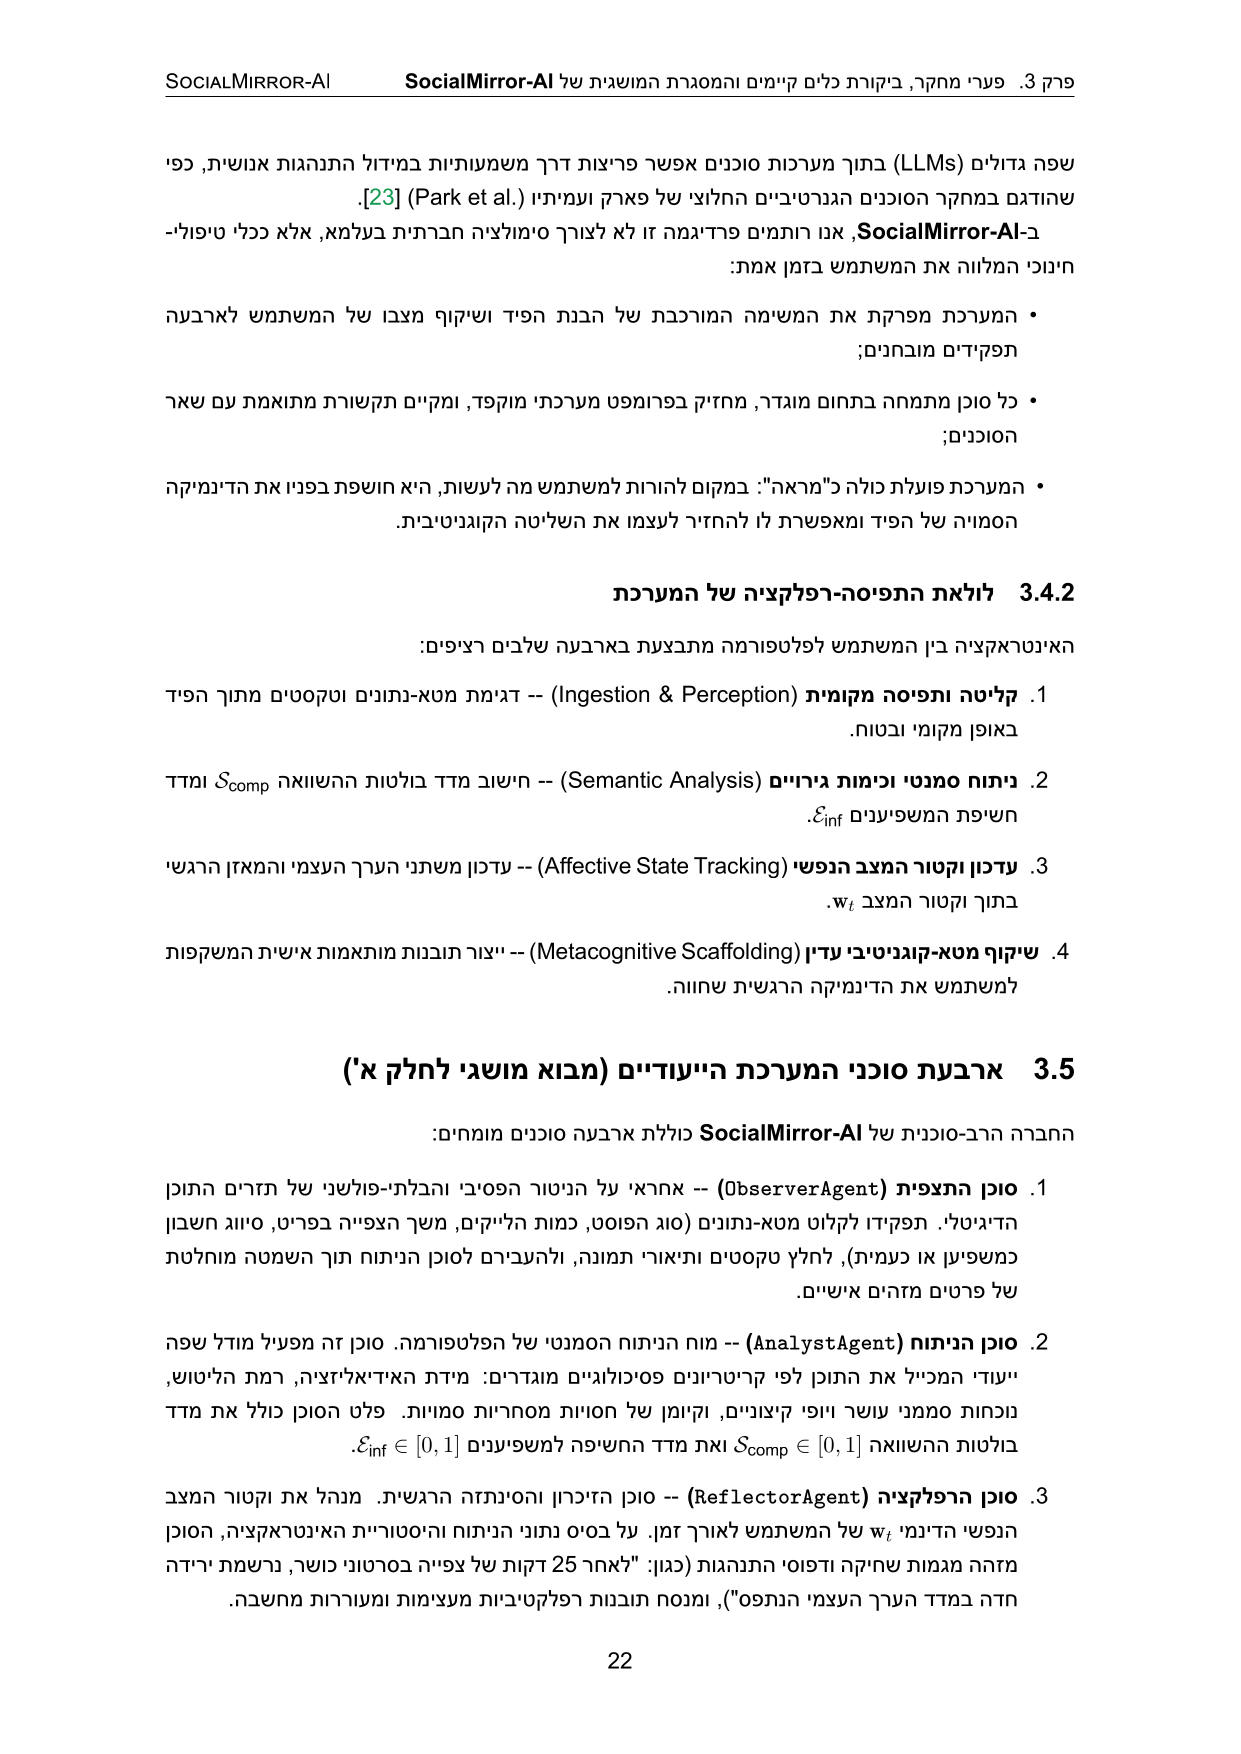 פרק 3. פערי מחקר, ביקורת כלים קיימים והמסגרת המושגית של SocialMirror-AI SOCIALMIRROR-AI
שפה גדולים (LLMs) בתוך מערכות סוכנים אפשר פריצות דרך משמעותיות במידול התנהגות אנושית, כפי
שהודגם במחקר הסוכנים הגנרטיביים החלוצי של פארק ועמיתיו (Park et al.) [23].
ב-SocialMirror-AI, אנו רותמים פרדיגמה זו לא לצורך סימולציה חברתית בעלמא, אלא ככלי טיפולי-
חינוכי המלווה את המשתמש בזמן אמת:
• המערכת מפרקת את המשימה המורכבת של הבנת הפיד ושיקוף מצבו של המשתמש לארבעה
תפקידים מובחנים;
• כל סוכן מתמחה בתחום מוגדר, מחזיק בפרומפט מערכתי מוקפד, ומקיים תקשורת מתואמת עם שאר
הסוכנים;
• המערכת פועלת כולה כ"מראה": במקום להורות למשתמש מה לעשות, היא חושפת בפניו את הדינמיקה
הסמויה של הפיד ומאפשרת לו להחזיר לעצמו את השליטה הקוגניטיבית.
3.4.2 לולאת התפיסה-רפלקציה של המערכת
האינטראקציה בין המשתמש לפלטפורמה מתבצעת בארבעה שלבים רציפים:
1. קליטה ותפיסה מקומית (Ingestion & Perception) -- דגימת מטא-נתונים וטקסטים מתוך הפיד
באופן מקומי ובטוח.
2. ניתוח סמנטי וכימות גירויים (Semantic Analysis) -- חישוב מדד בולטות ההשוואה 𝒮comp ומדד
חשיפת המשפיענים ℰinf.
3. עדכון וקטור המצב הנפשי (Affective State Tracking) -- עדכון משתני הערך העצמי והמאזן הרגשי
בתוך וקטור המצב wt.
4. שיקוף מטא-קוגניטיבי עדין (Metacognitive Scaffolding) -- ייצור תובנות מותאמות אישית המשקפות
למשתמש את הדינמיקה הרגשית שחווה.
3.5 ארבעת סוכני המערכת הייעודיים (מבוא מושגי לחלק א')
החברה הרב-סוכנית של SocialMirror-AI כוללת ארבעה סוכנים מומחים:
1. סוכן התצפית (ObserverAgent) -- אחראי על הניטור הפסיבי והבלתי-פולשני של תזרים התוכן
הדיגיטלי. תפקידו לקלוט מטא-נתונים (סוג הפוסט, כמות הלייקים, משך הצפייה בפריט, סיווג חשבון
כמשפיען או כעמית), לחלץ טקסטים ותיאורי תמונה, ולהעבירם לסוכן הניתוח תוך השמטה מוחלטת
של פרטים מזהים אישיים.
2. סוכן הניתוח (AnalystAgent) -- מוח הניתוח הסמנטי של הפלטפורמה. סוכן זה מפעיל מודל שפה
ייעודי המכייל את התוכן לפי קריטריונים פסיכולוגיים מוגדרים: מידת האידיאליזציה, רמת הליטוש,
נוכחות סממני עושר ויופי קיצוניים, וקיומן של חסויות מסחריות סמויות. פלט הסוכן כולל את מדד
בולטות ההשוואה 𝒮comp ∈ [0, 1] ואת מדד החשיפה למשפיענים ℰinf ∈ [0, 1].
3. סוכן הרפלקציה (ReflectorAgent) -- סוכן הזיכרון והסינתזה הרגשית. מנהל את וקטור המצב
הנפשי הדינמי wt של המשתמש לאורך זמן. על בסיס נתוני הניתוח והיסטוריית האינטראקציה, הסוכן
מזהה מגמות שחיקה ודפוסי התנהגות (כגון: "לאחר 25 דקות של צפייה בסרטוני כושר, נרשמת ירידה
חדה במדד הערך העצמי הנתפס"), ומנסח תובנות רפלקטיביות מעצימות ומעוררות מחשבה.
22